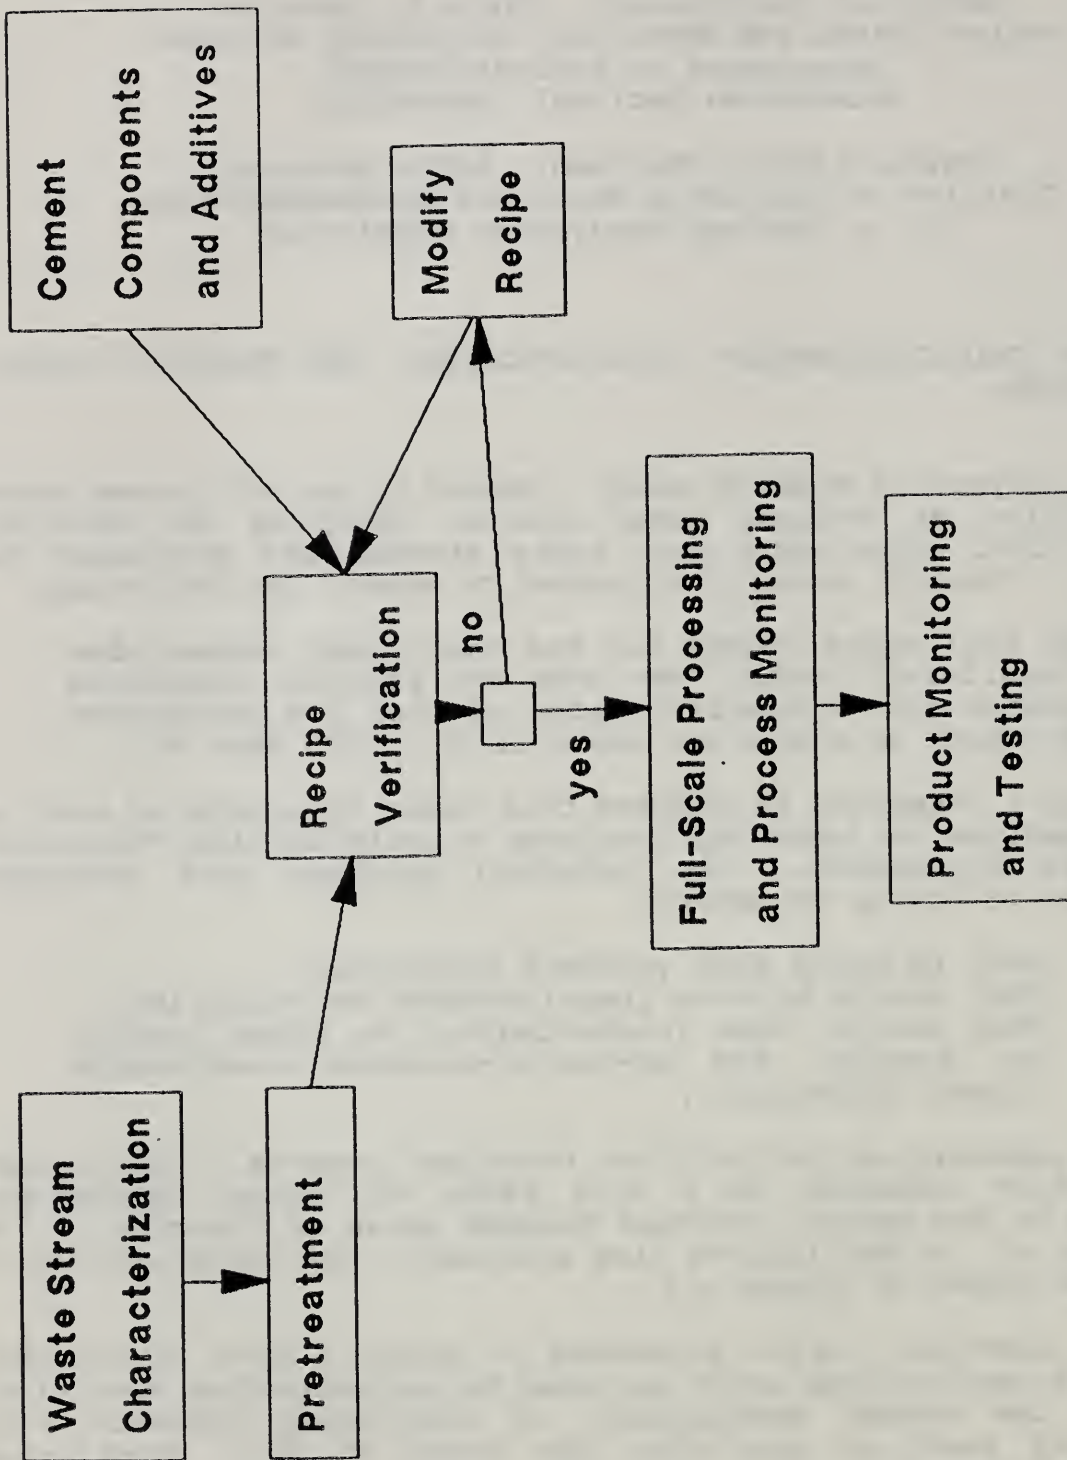 Waste Stream
Characterization
Pretreatment
Recipe
Verification
Cement
Components
and Additives
Modify
Recipe
no
yes
Full-Scale Processing
and Process Monitoring
Product Monitoring
and Testing